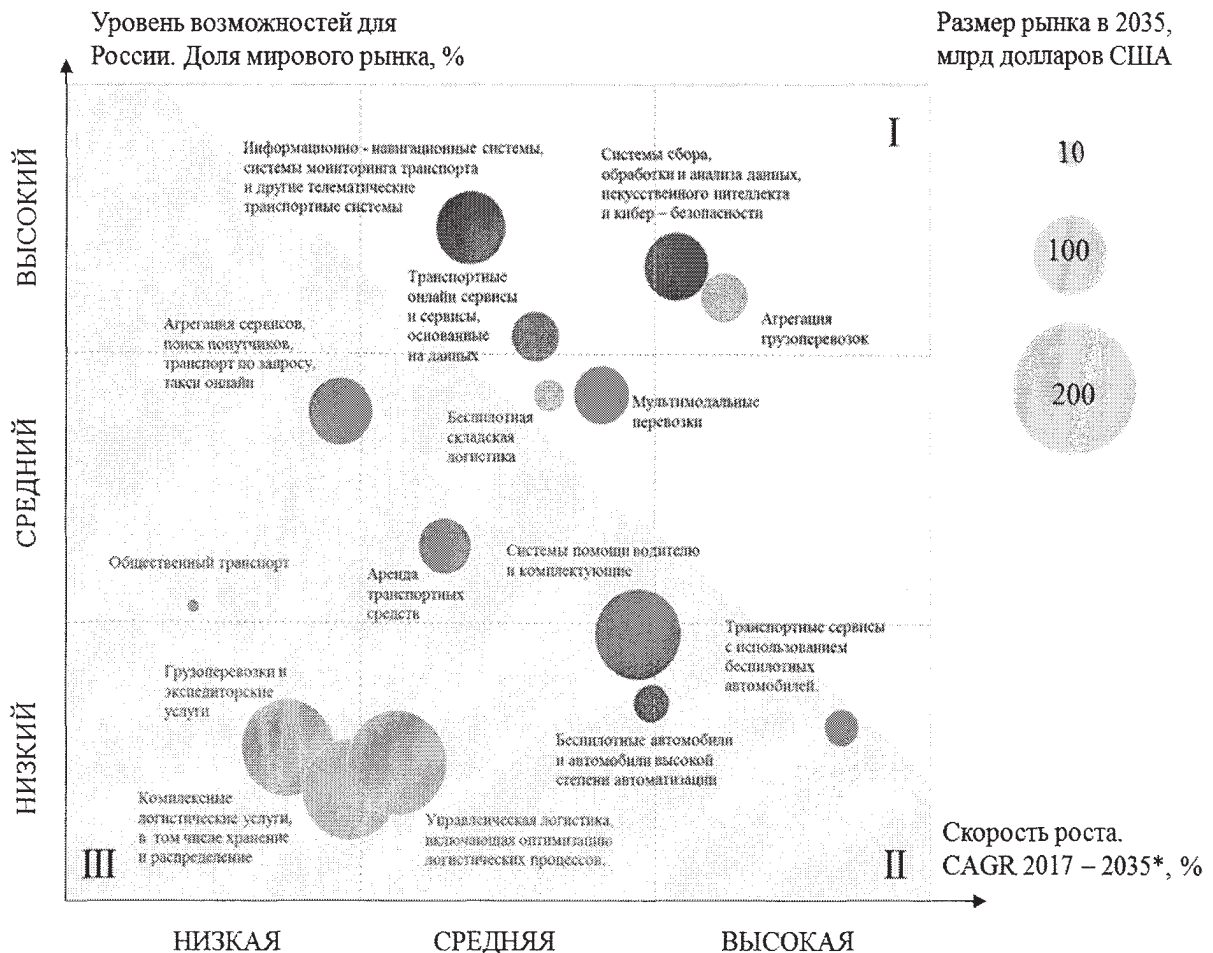 Уровень возможностей для
России. Доля мирового рынка, %
Размер рынка в 2035,
млрд долларов США
10
100
200
ВЫСОКИЙ
СРЕДНИЙ
НИЗКИЙ
I
Информационно - навигационные системы,
системы мониторинга транспорта
и другие телематические
транспортные системы
Системы сбора,
обработки и анализа данных,
искусственного интеллекта
и кибер – безопасности
Транспортные
онлайн сервисы
и сервисы,
основанные
на данных
Агрегация
грузоперевозок
Агрегация сервисов,
поиск попутчиков,
транспорт по запросу,
такси онлайн
Беспилотная
складская
логистика
Мультимодальные
перевозки
Общественный транспорт
Аренда
транспортных
средств
Системы помощи водителю
и комплектующие
Транспортные сервисы
с использованием
беспилотных
автомобилей.
Грузоперевозки и
экспедиторские
услуги
Беспилотные автомобили
и автомобили высокой
степени автоматизации
Комплексные
логистические услуги,
в том числе хранение
и распределение
Управленческая логистика,
включающая оптимизацию
логистических процессов.
III
II
Скорость роста.
CAGR 2017 – 2035*, %
НИЗКАЯ
СРЕДНЯЯ
ВЫСОКАЯ